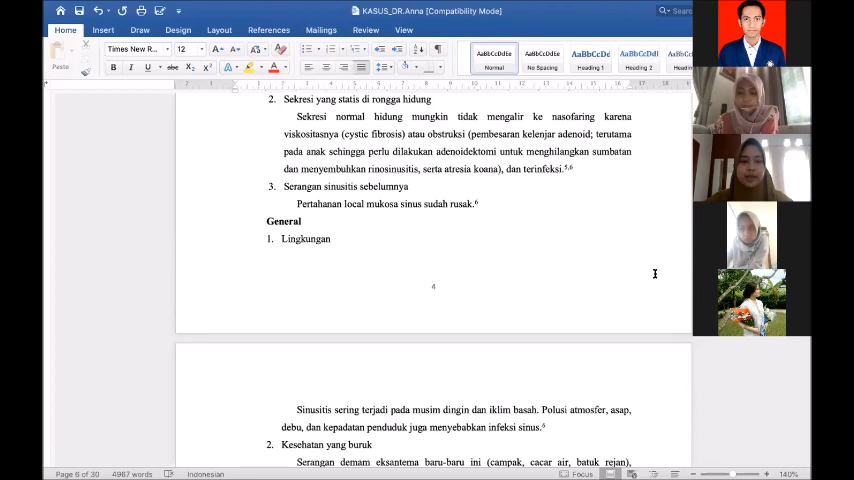 KASUS_DR.Anna [Compatibility Mode]
Home Insert Draw Design Layout References Mailings Review View
Paste
Times New R... 12
AaBbCcDdEe AaBbCcDdEe AaBbCcDd AaBbCcDdEe
Normal No Spacing Heading 1 Heading 2
2. Sekresi yang statis di rongga hidung
Sekresi normal hidung mungkin tidak mengalir ke nasofaring karena
viskositasnya (cystic fibrosis) atau obstruksi (pembesaran kelenjar adenoid; terutama
pada anak sehingga perlu dilakukan adenoidektomi untuk menghilangkan sumbatan
dan menyembuhkan rinosinusitis, serta atresia koana), dan terinfeksi.5,6
3. Serangan sinusitis sebelumnya
Pertahanan local mukosa sinus sudah rusak.6
General
1. Lingkungan
4
Sinusitis sering terjadi pada musim dingin dan iklim basah. Polusi atmosfer, asap,
debu, dan kepadatan penduduk juga menyebabkan infeksi sinus.6
2. Kesehatan yang buruk
Serangan demam eksantema baru-baru ini (campak, cacar air, batuk rejan),
Page 6 of 30 4967 words Indonesian Focus 140%